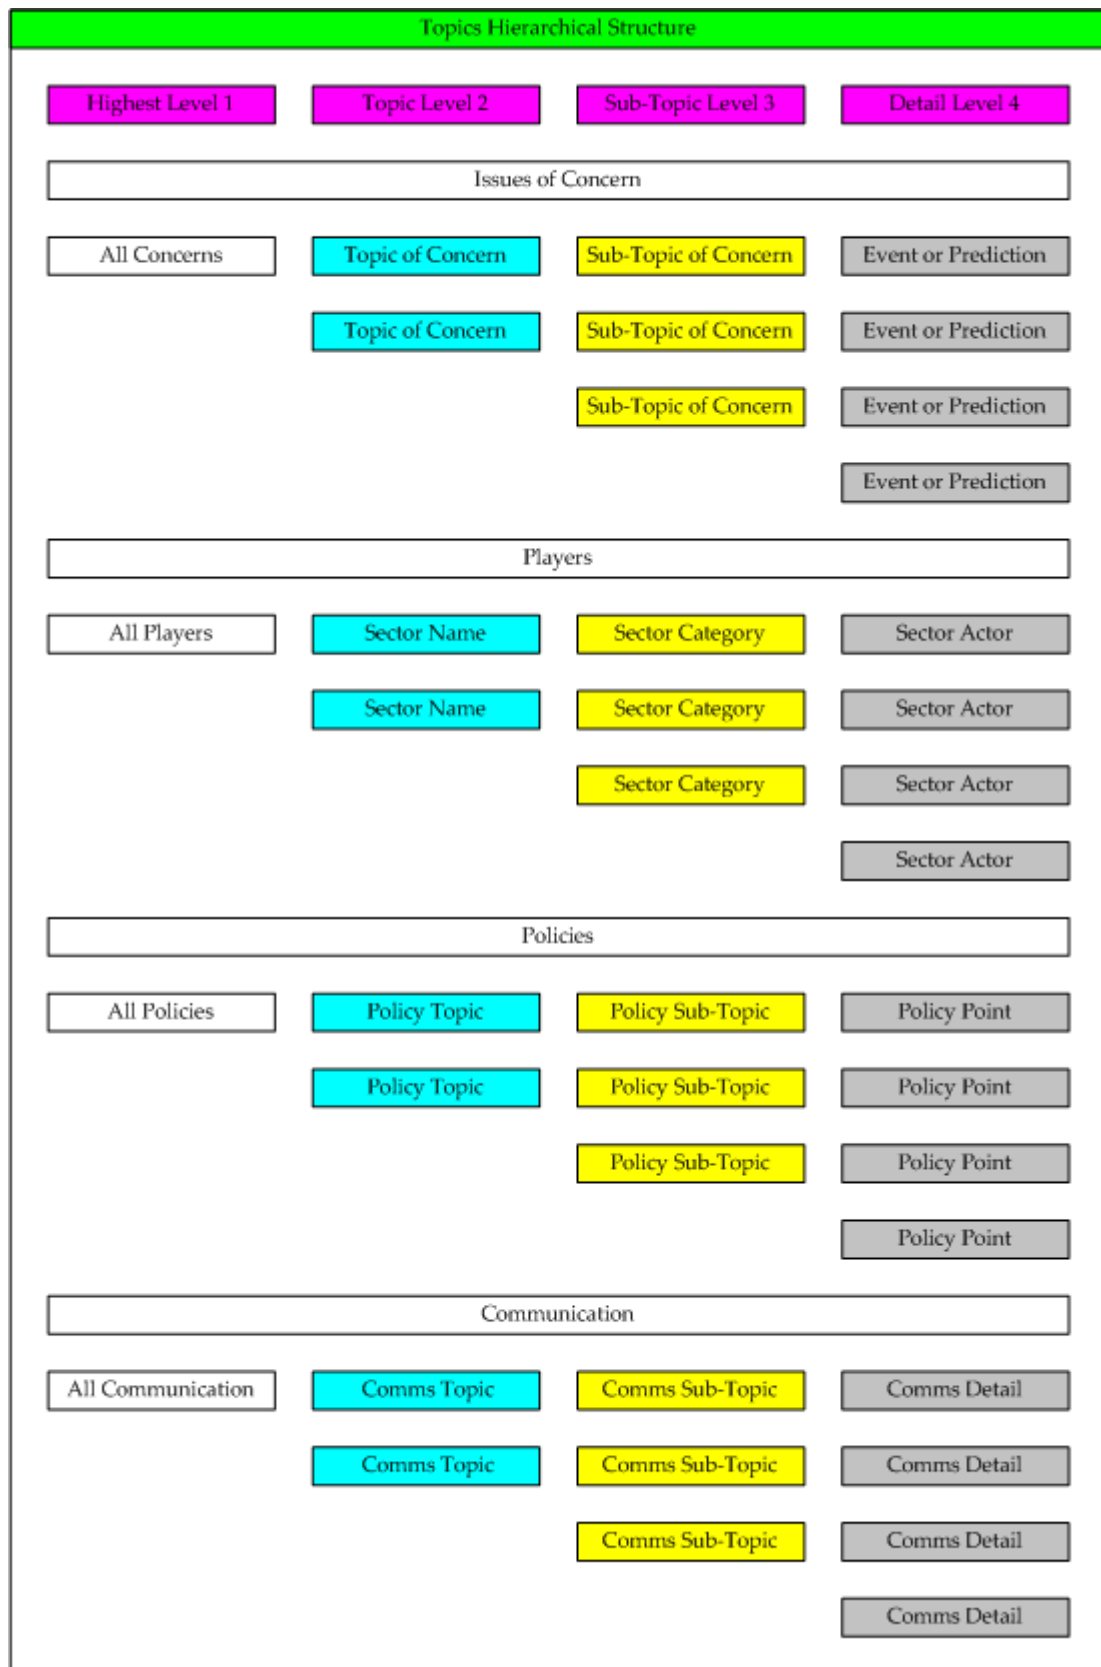 Topics Hierarchical Structure
Highest Level 1 Topic Level 2 Sub-Topic Level 3 Detail Level 4
Issues of Concern
All Concerns Topic of Concern Sub-Topic of Concern Event or Prediction
Topic of Concern Sub-Topic of Concern Event or Prediction
Sub-Topic of Concern Event or Prediction
Event or Prediction
Players
All Players Sector Name Sector Category Sector Actor
Sector Name Sector Category Sector Actor
Sector Category Sector Actor
Sector Actor
Policies
All Policies Policy Topic Policy Sub-Topic Policy Point
Policy Topic Policy Sub-Topic Policy Point
Policy Sub-Topic Policy Point
Policy Point
Communication
All Communication Comms Topic Comms Sub-Topic Comms Detail
Comms Topic Comms Sub-Topic Comms Detail
Comms Sub-Topic Comms Detail
Comms Detail